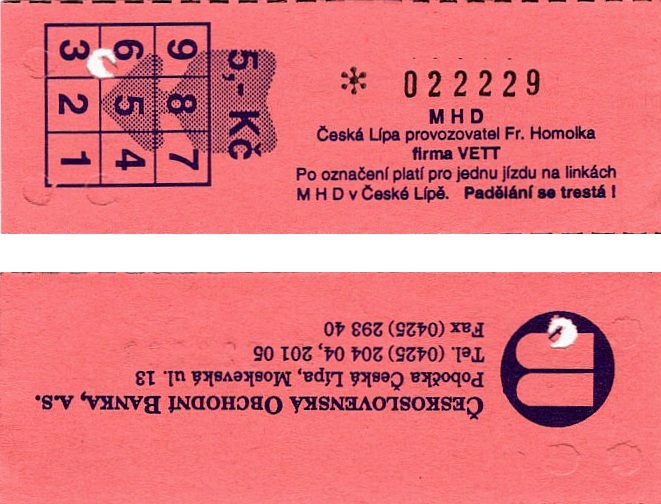 3 6 9
2 5 8
1 4 7
5,- Kč
* 022229
MHD
Česká Lípa provozovatel Fr. Homolka
firma VETT
Po označení platí pro jednu jízdu na linkách
MHD v České Lípě. Padělání se trestá !
Československá Obchodní Banka, a.s.
Pobočka Česká Lípa, Moskevská ul. 13
Tel. (0425) 204 04, 201 05
Fax (0425) 293 40